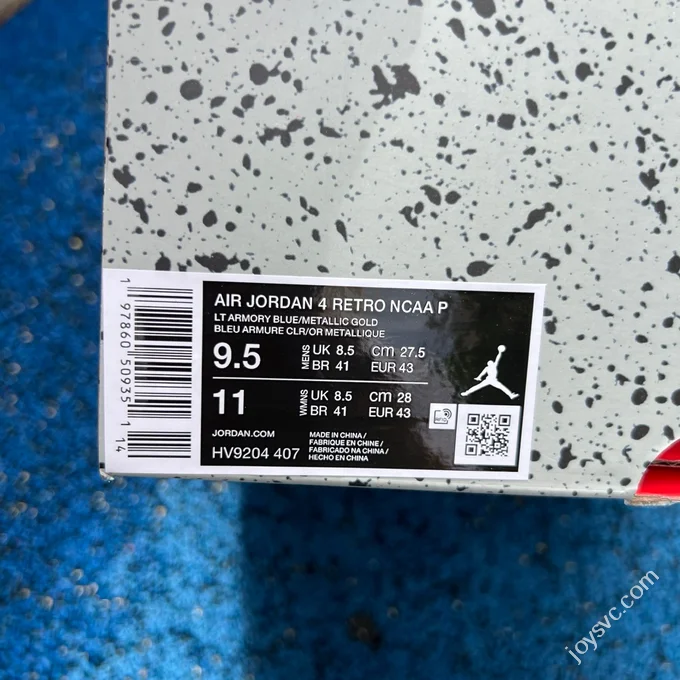 AIR JORDAN 4 RETRO NCAA P
LT ARMORY BLUE/METALLIC GOLD
BLEU ARMURE CLR/OR METALLIQUE
9.5 MENS UK 8.5 cm 27.5
BR 41 EUR 43
11 WMNS UK 8.5 cm 28
BR 41 EUR 43
JORDAN.COM
HV9204 407
MADE IN CHINA /
FABRIQUE EN CHINE /
FABRICADO NA CHINA /
HECHO EN CHINA
1 97860 50935 1 14
joysvc.com